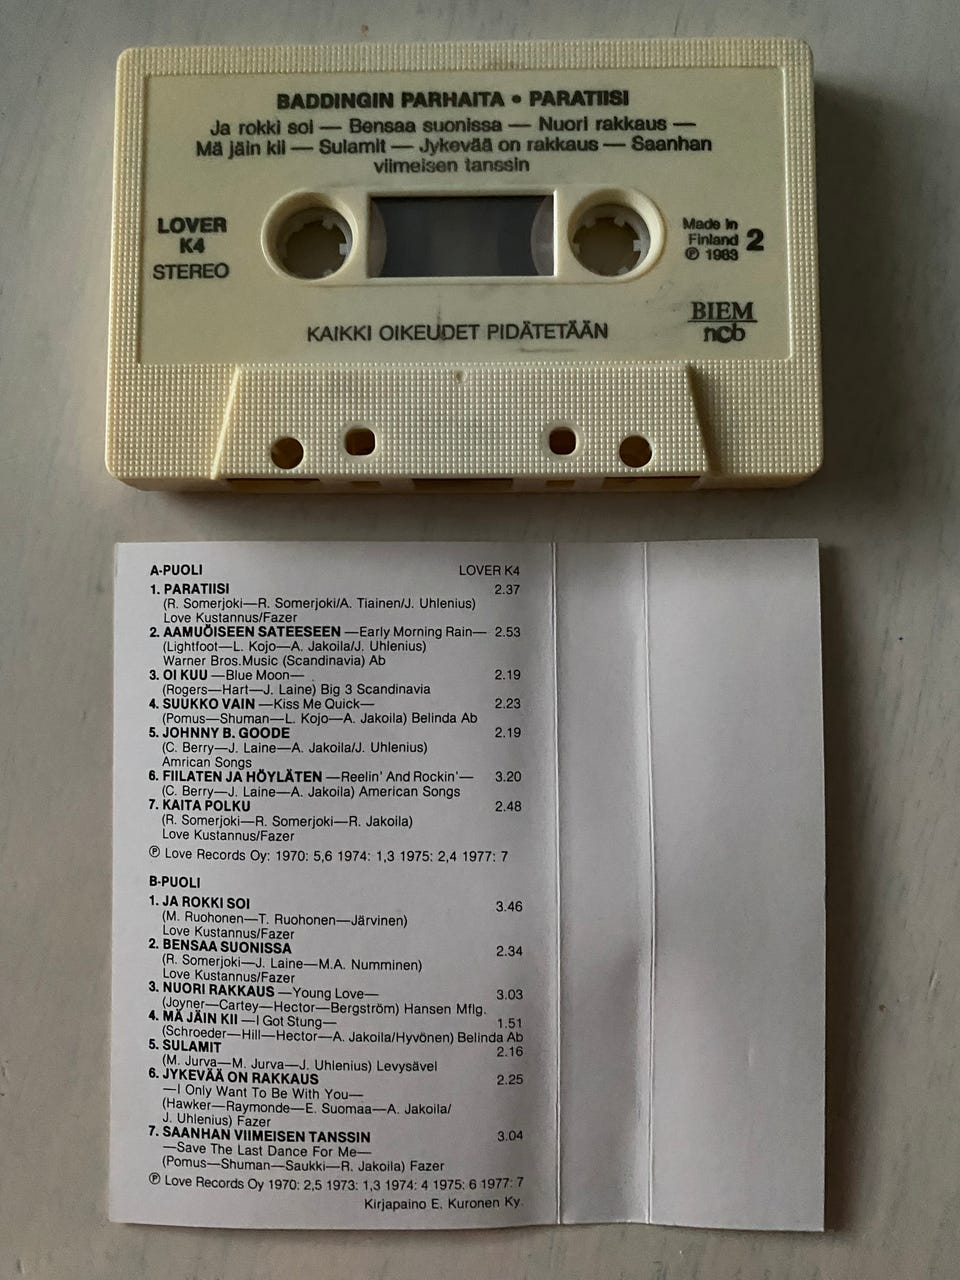 BADDINGIN PARHAITA • PARATIISI
Ja rokki soi — Bensaa suonissa — Nuori rakkaus —
Mä jäin kii — Sulamit — Jykevää on rakkaus — Saanhan
viimeisen tanssin
LOVER
K4
STEREO
Made in
Finland
℗ 1983
2
BIEM
ncb
KAIKKI OIKEUDET PIDÄTETÄÄN
A-PUOLI LOVER K4
1. PARATIISI 2.37
(R. Somerjoki—R. Somerjoki/A. Tiainen/J. Uhlenius)
Love Kustannus/Fazer
2. AAMUÖISEEN SATEESEEN —Early Morning Rain— 2.53
(Lightfoot—L. Kojo—A. Jakoila/J. Uhlenius)
Warner Bros.Music (Scandinavia) Ab
3. OI KUU —Blue Moon— 2.19
(Rogers—Hart—J. Laine) Big 3 Scandinavia
4. SUUKKO VAIN —Kiss Me Quick— 2.23
(Pomus—Shuman—L. Kojo—A. Jakoila) Belinda Ab
5. JOHNNY B. GOODE 2.19
(C. Berry—J. Laine—A. Jakoila/J. Uhlenius)
Amrican Songs
6. FIILATEN JA HÖYLÄTEN —Reelin' And Rockin'— 3.20
(C. Berry—J. Laine—A. Jakoila) American Songs
7. KAITA POLKU 2.48
(R. Somerjoki—R. Somerjoki—R. Jakoila)
Love Kustannus/Fazer
℗ Love Records Oy: 1970: 5,6 1974: 1,3 1975: 2,4 1977: 7
B-PUOLI
1. JA ROKKI SOI 3.46
(M. Ruohonen—T. Ruohonen—Järvinen)
Love Kustannus/Fazer
2. BENSAA SUONISSA 2.34
(R. Somerjoki—J. Laine—M.A. Numminen)
Love Kustannus/Fazer
3. NUORI RAKKAUS —Young Love— 3.03
(Joyner—Cartey—Hector—Bergström) Hansen Mflg.
4. MÄ JÄIN KII —I Got Stung— 1.51
(Schroeder—Hill—Hector—A. Jakoila/Hyvönen) Belinda Ab
5. SULAMIT 2.16
(M. Jurva—M. Jurva—J. Uhlenius) Levysävel
6. JYKEVÄÄ ON RAKKAUS 2.25
—I Only Want To Be With You—
(Hawker—Raymonde—E. Suomaa—A. Jakoila/
J. Uhlenius) Fazer
7. SAANHAN VIIMEISEN TANSSIN 3.04
—Save The Last Dance For Me—
(Pomus—Shuman—Saukki—R. Jakoila) Fazer
℗ Love Records Oy 1970: 2,5 1973: 1,3 1974: 4 1975: 6 1977: 7
Kirjapaino E. Kuronen Ky.